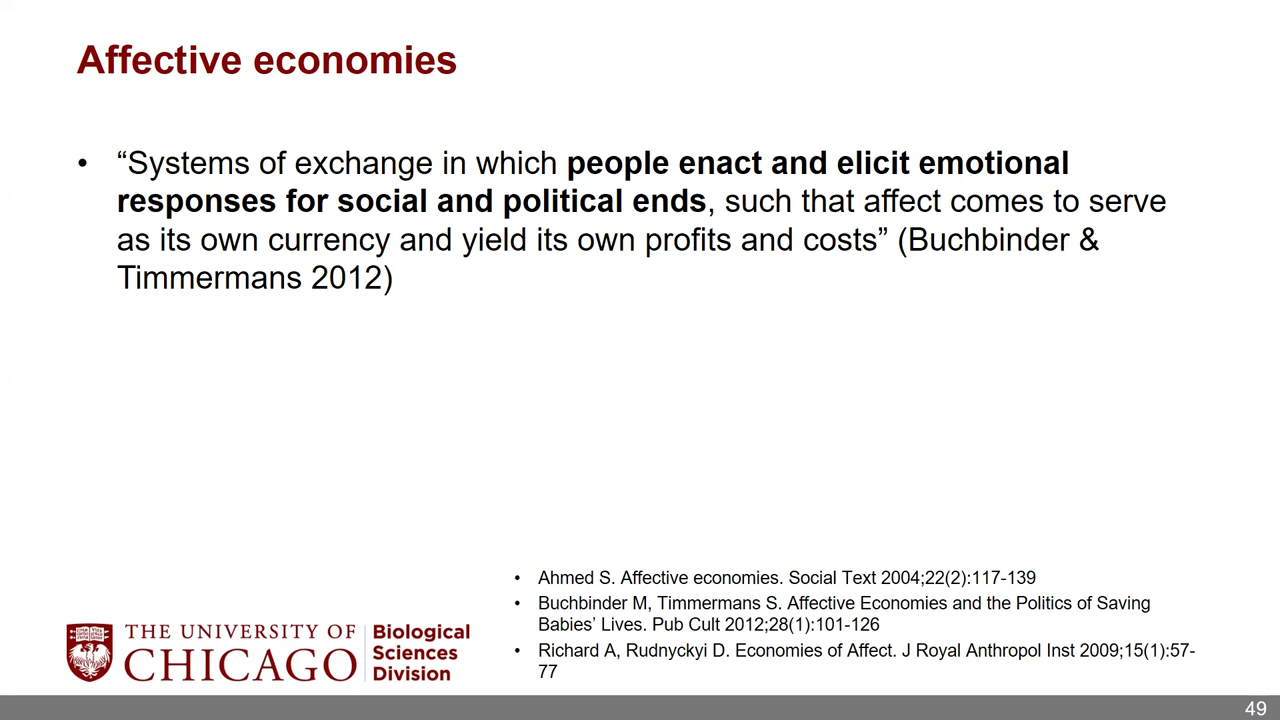 Affective economies
• “Systems of exchange in which people enact and elicit emotional
responses for social and political ends, such that affect comes to serve
as its own currency and yield its own profits and costs” (Buchbinder &
Timmermans 2012)
• Ahmed S. Affective economies. Social Text 2004;22(2):117-139
• Buchbinder M, Timmermans S. Affective Economies and the Politics of Saving
Babies’ Lives. Pub Cult 2012;28(1):101-126
• Richard A, Rudnyckyi D. Economies of Affect. J Royal Anthropol Inst 2009;15(1):57-
77
THE UNIVERSITY OF
CHICAGO
Biological
Sciences
Division
49